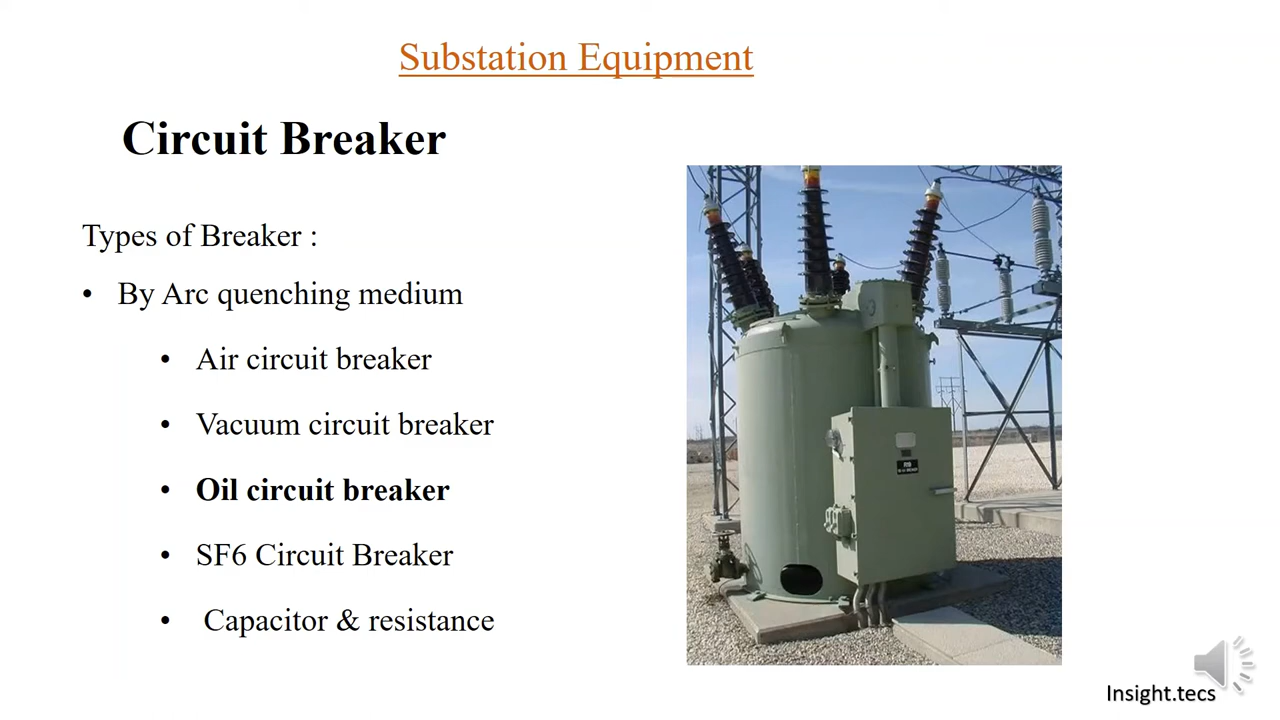 Substation Equipment
Circuit Breaker
Types of Breaker :
• By Arc quenching medium
• Air circuit breaker
• Vacuum circuit breaker
• Oil circuit breaker
• SF6 Circuit Breaker
• Capacitor & resistance
Insight.tecs